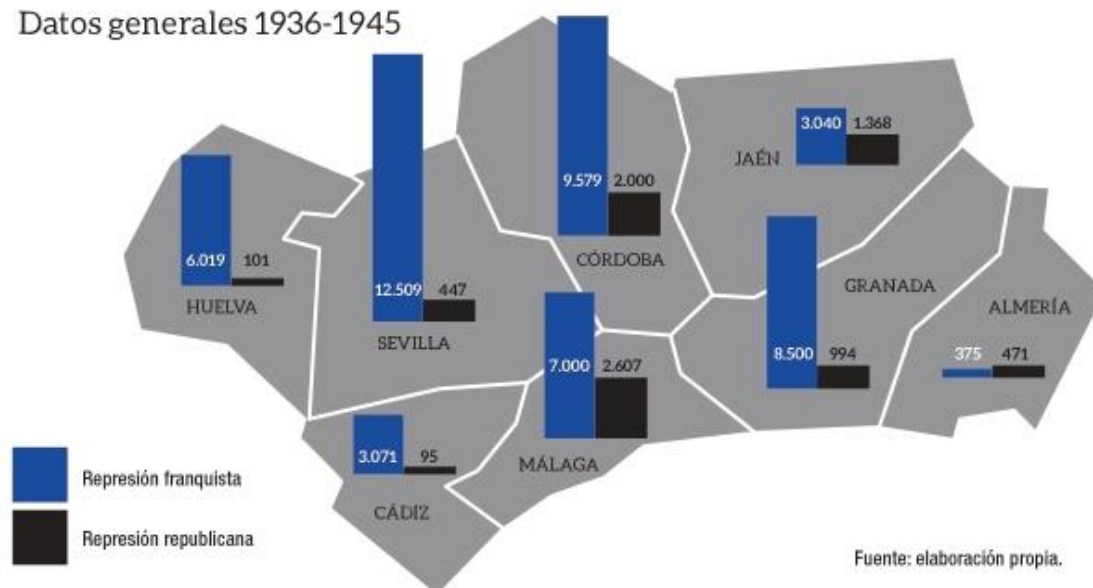 Datos generales 1936-1945
3.040 1.368
JAÉN
9.579 2.000
CÓRDOBA
6.019 101
HUELVA
12.509 447
SEVILLA
GRANADA
8.500 994
ALMERÍA
375 471
7.000 2.607
MÁLAGA
3.071 95
CÁDIZ
Represión franquista
Represión republicana
Fuente: elaboración propia.